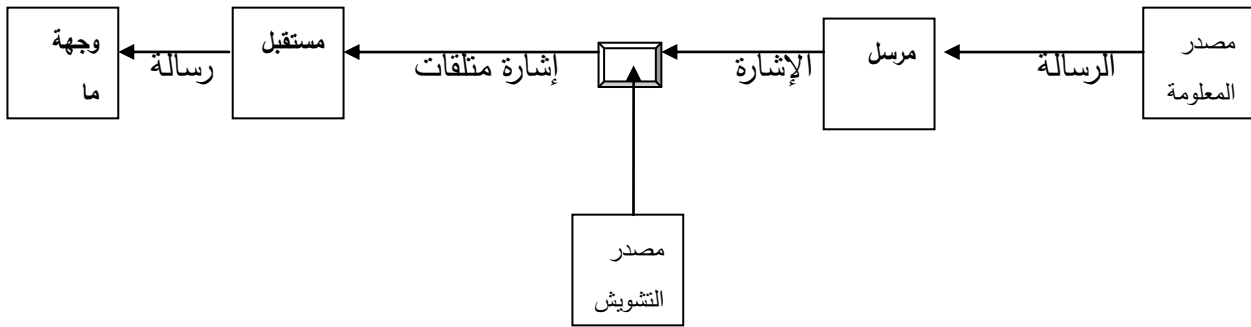 مصدر
المعلومة
الرسالة
مرسل
الإشارة
إشارة متلقات
مستقبل
رسالة
وجهة
ما
مصدر
التشويش